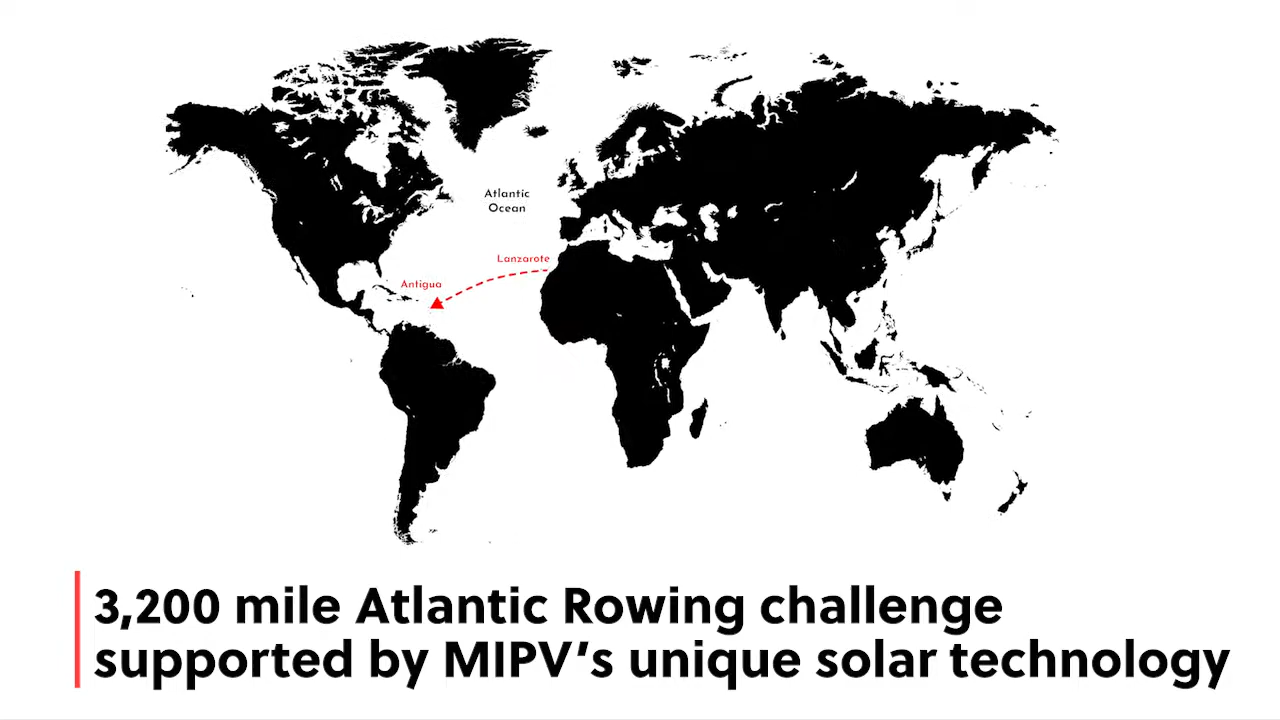 Atlantic
Ocean
Lanzarote
Antigua
3,200 mile Atlantic Rowing challenge
supported by MIPV's unique solar technology